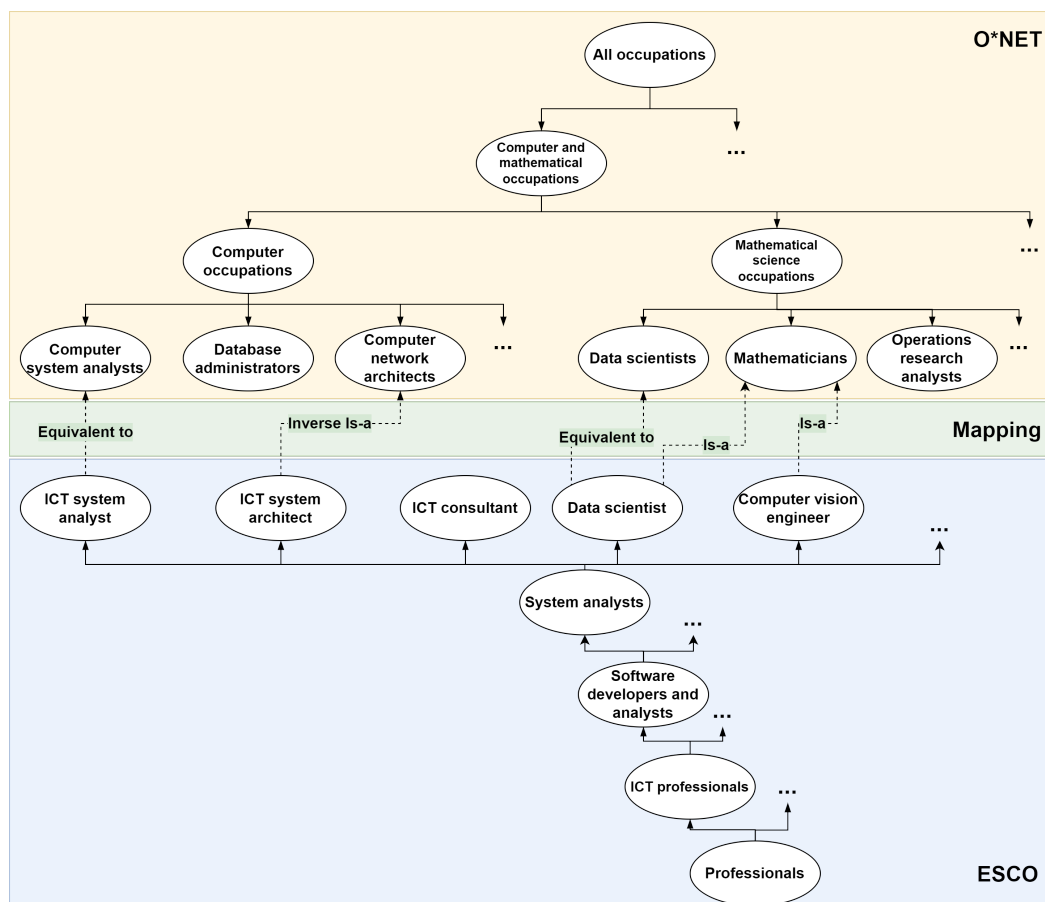 O*NET
All occupations
...
Computer and
mathematical
occupations
...
Computer
occupations
Mathematical
science
occupations
...
Computer
system analysts
Database
administrators
Computer
network
architects
...
Data scientists
Mathematicians
Operations
research
analysts
...
Equivalent to
Inverse Is-a
Equivalent to
Is-a
Is-a
Mapping
ICT system
analyst
ICT system
architect
ICT consultant
Data scientist
Computer vision
engineer
...
System analysts
...
Software
developers and
analysts
...
ICT professionals
...
Professionals
ESCO